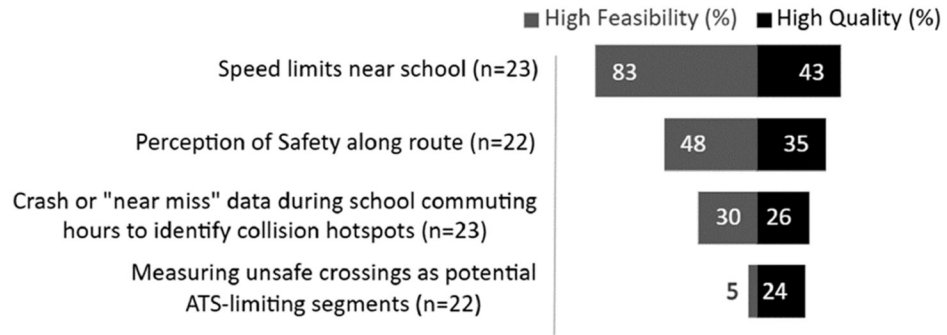 High Feasibility (%) High Quality (%)
Speed limits near school (n=23) 83 43
Perception of Safety along route (n=22) 48 35
Crash or "near miss" data during school commuting
hours to identify collision hotspots (n=23) 30 26
Measuring unsafe crossings as potential
ATS-limiting segments (n=22) 5 24